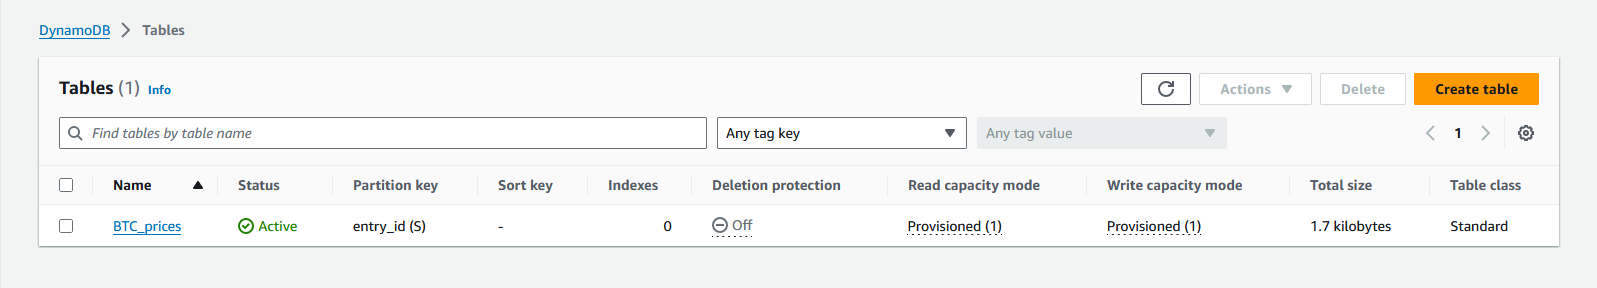 DynamoDB > Tables
Tables (1) Info
Actions Delete Create table
Find tables by table name Any tag key Any tag value 1
Name Status Partition key Sort key Indexes Deletion protection Read capacity mode Write capacity mode Total size Table class
BTC_prices Active entry_id (S) - 0 Off Provisioned (1) Provisioned (1) 1.7 kilobytes Standard